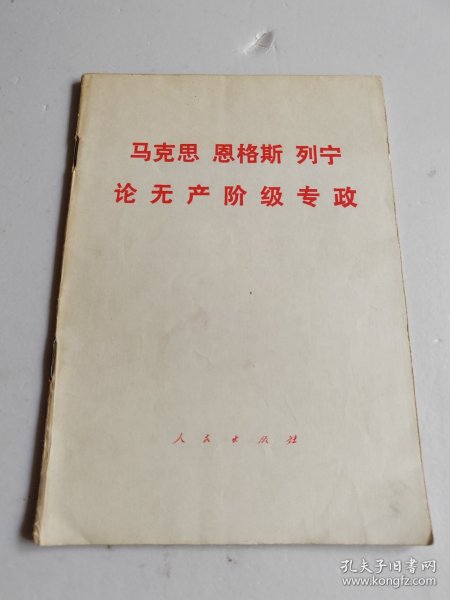 马克思 恩格斯 列宁
论无产阶级专政
人民出版社
孔夫子旧书网
www.kongfz.com